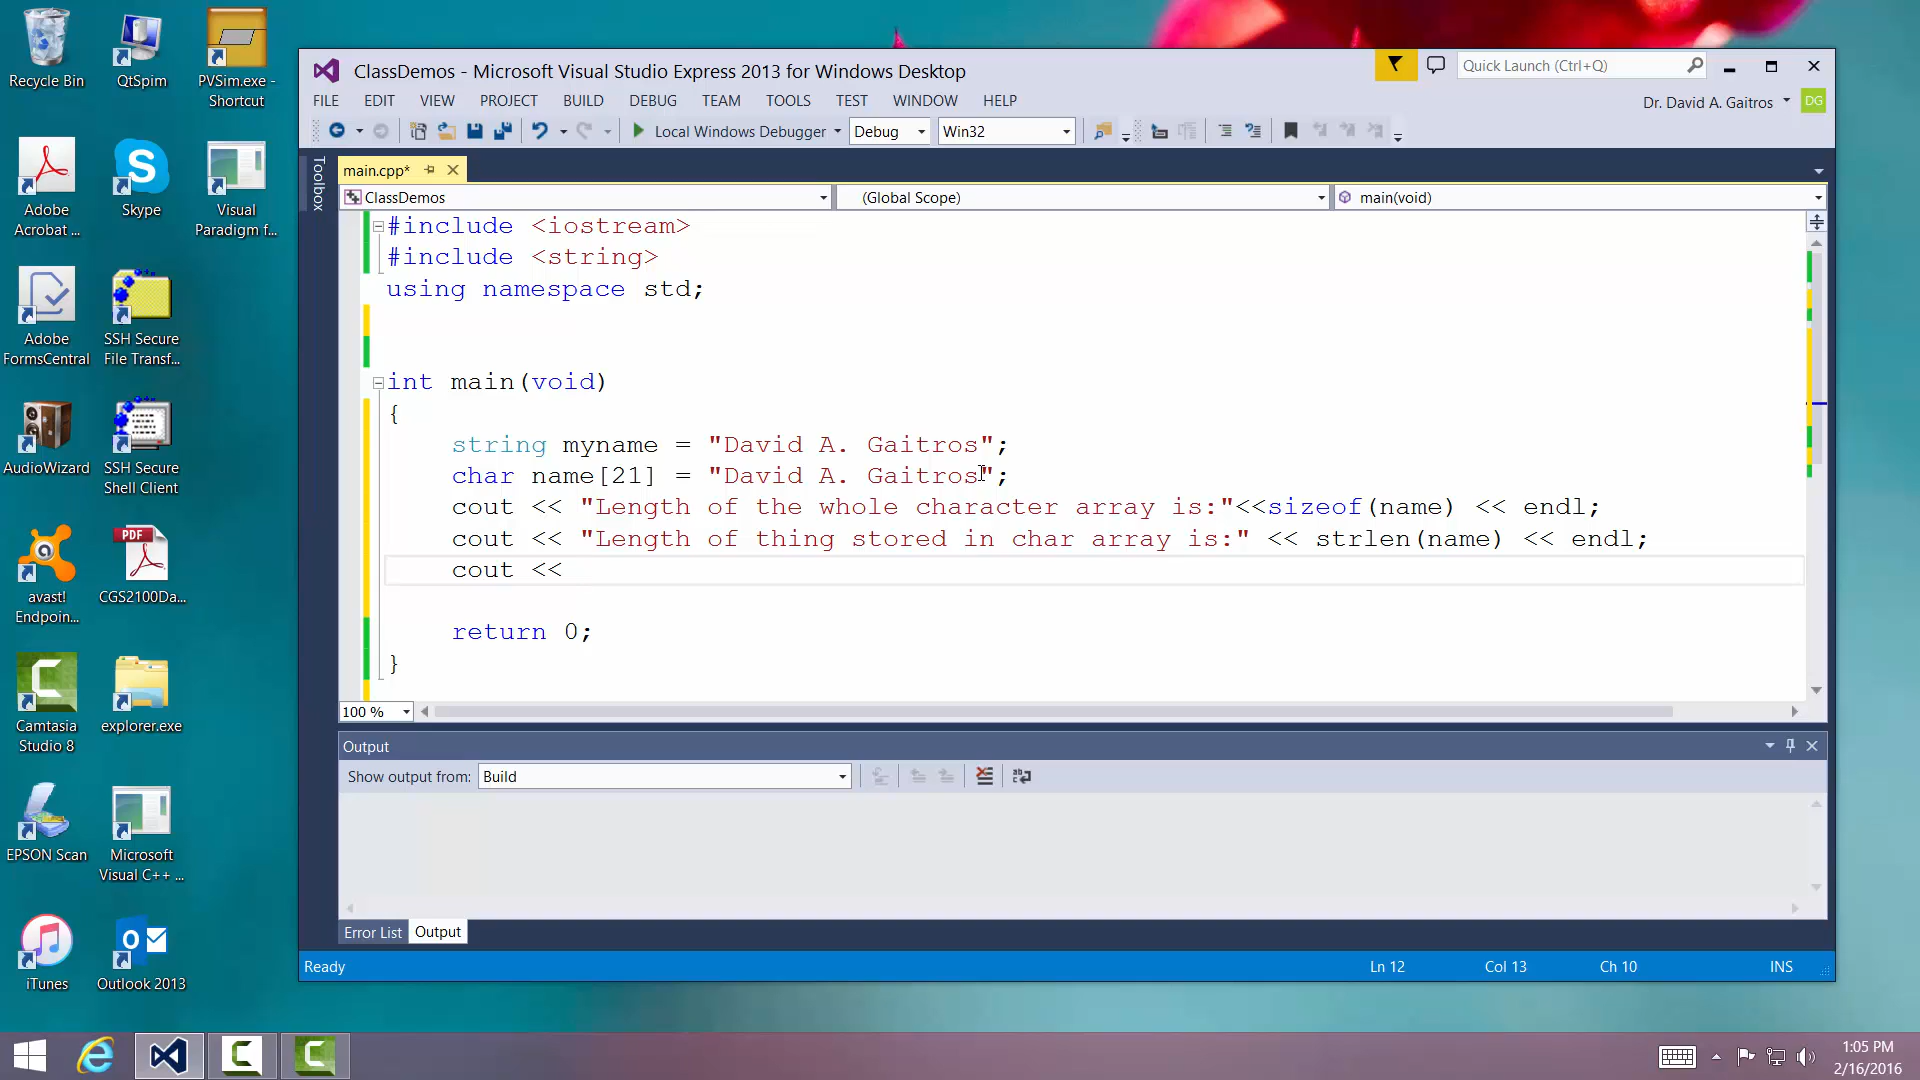 Recycle Bin
QtSpim
PVSim.exe - Shortcut
Adobe Acrobat ...
Skype
Visual Paradigm f...
Adobe FormsCentral
SSH Secure File Transf...
AudioWizard
SSH Secure Shell Client
avast! Endpoin...
PDF
CGS2100Da...
Camtasia Studio 8
explorer.exe
EPSON Scan
Microsoft Visual C++ ...
iTunes
Outlook 2013
ClassDemos - Microsoft Visual Studio Express 2013 for Windows Desktop
Quick Launch (Ctrl+Q)
FILE EDIT VIEW PROJECT BUILD DEBUG TEAM TOOLS TEST WINDOW HELP
Dr. David A. Gaitros DG
Local Windows Debugger Debug Win32
Toolbox
main.cpp*
ClassDemos (Global Scope) main(void)
#include <iostream>
#include <string>
using namespace std;
int main(void)
{
string myname = "David A. Gaitros";
char name[21] = "David A. Gaitros";
cout << "Length of the whole character array is:"<<sizeof(name) << endl;
cout << "Length of thing stored in char array is:" << strlen(name) << endl;
cout <<
return 0;
}
100 %
Output
Show output from: Build
Error List Output
Ready Ln 12 Col 13 Ch 10 INS
1:05 PM
2/16/2016